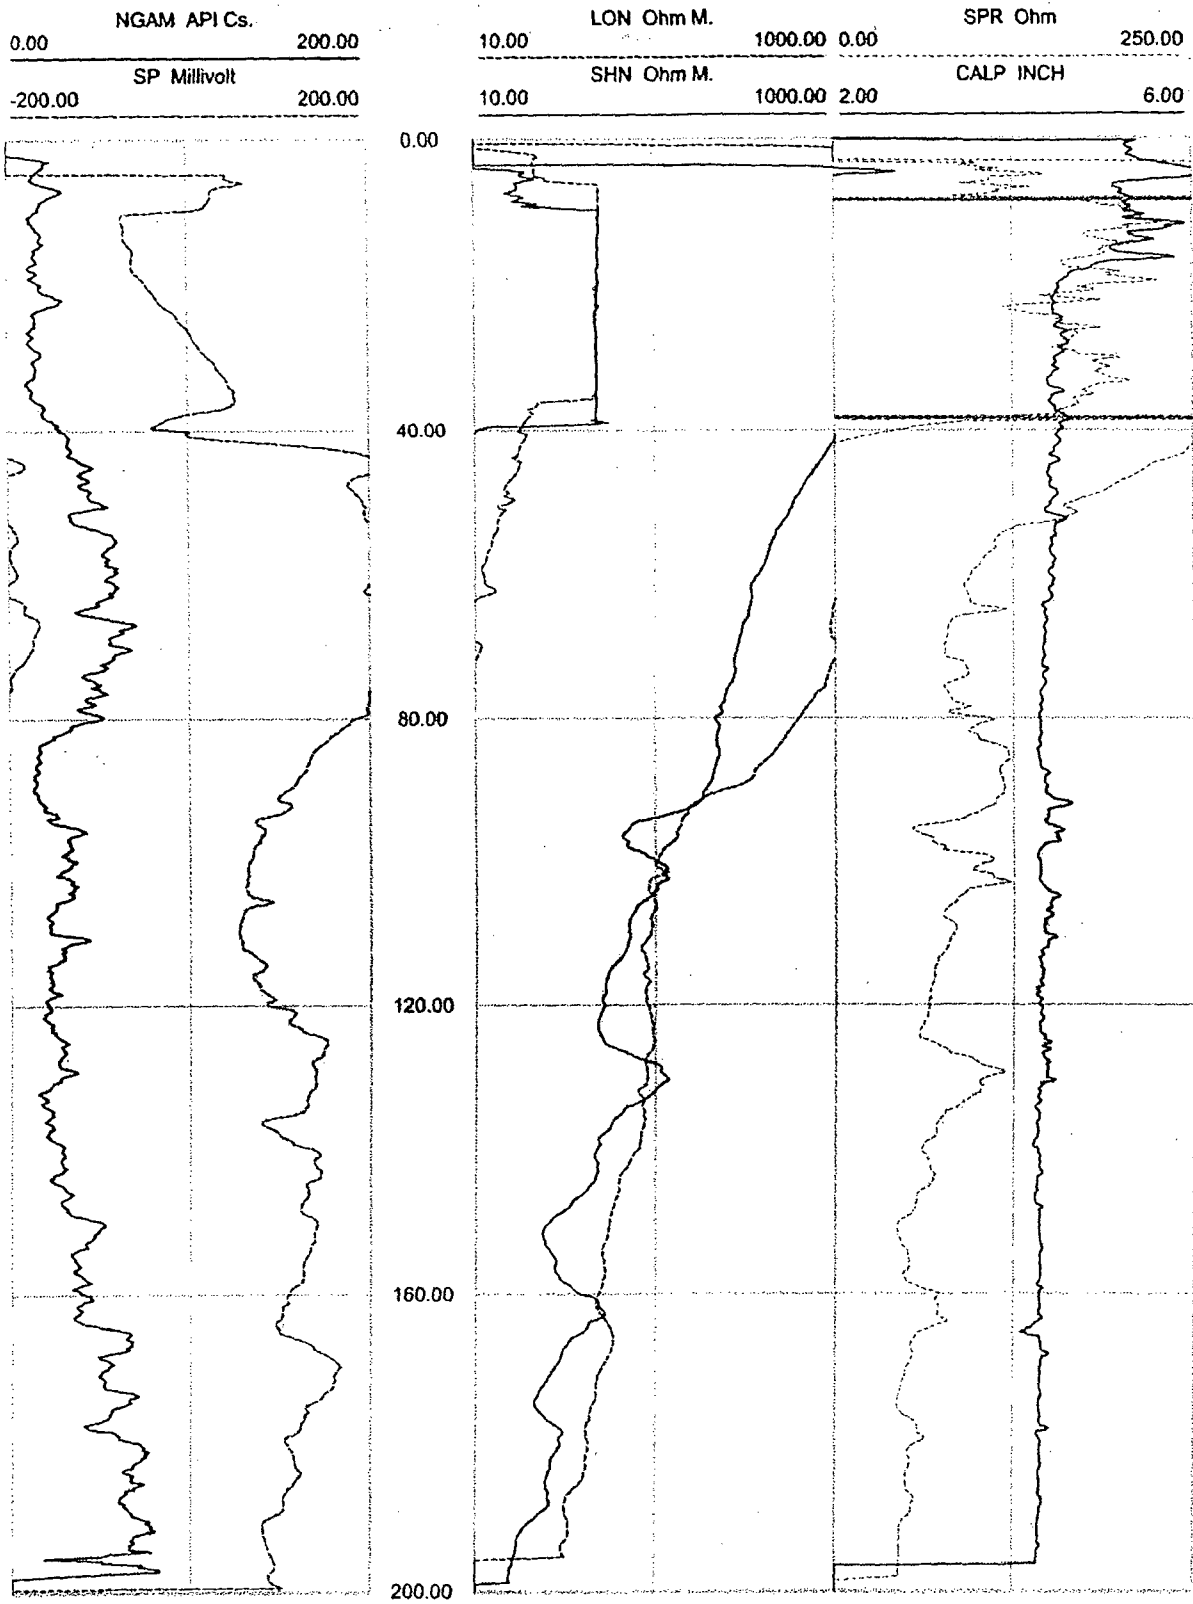 NGAM API Cs.
0.00 200.00
SP Millivolt
-200.00 200.00
LON Ohm M.
10.00 1000.00
SHN Ohm M.
10.00 1000.00
SPR Ohm
0.00 250.00
CALP INCH
2.00 6.00
0.00
40.00
80.00
120.00
160.00
200.00